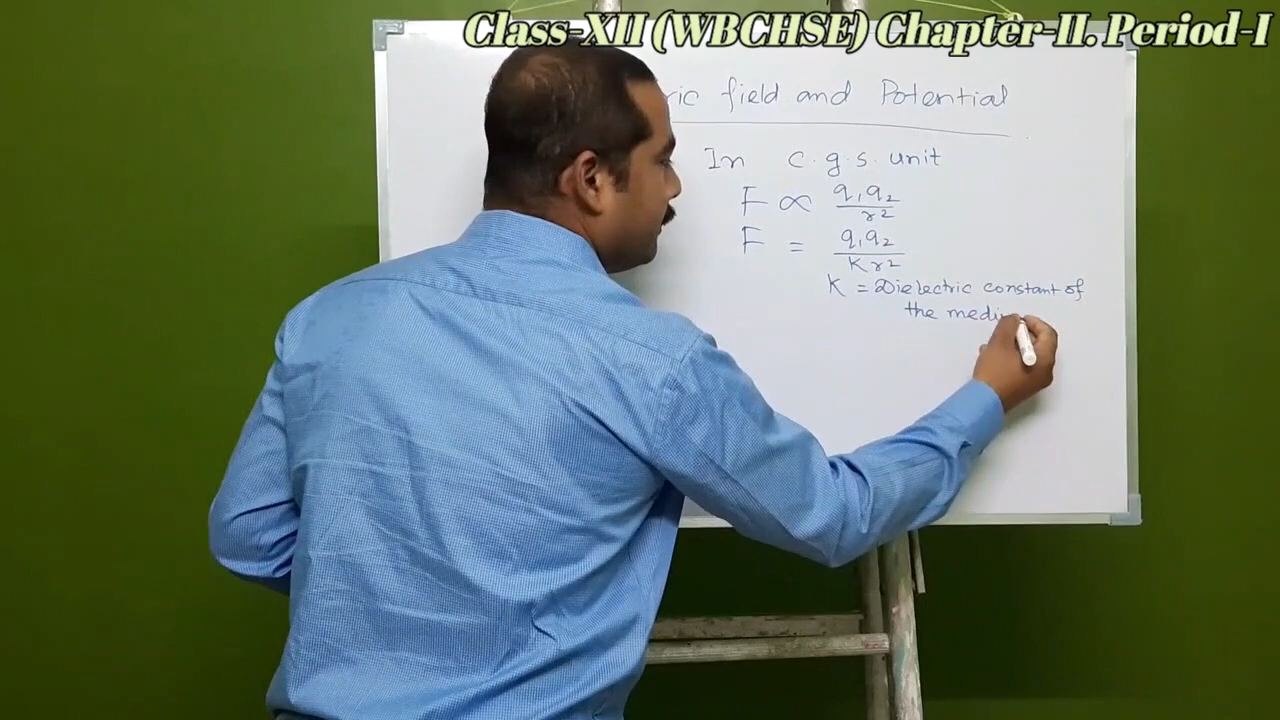 Class-XII (WBCHSE) Chapter-II. Period-I
ric field and Potential
In c.g.s. unit
F ∝ q₁q₂ / r²
F = q₁q₂ / Kr²
K = Dielectric constant of
the medi